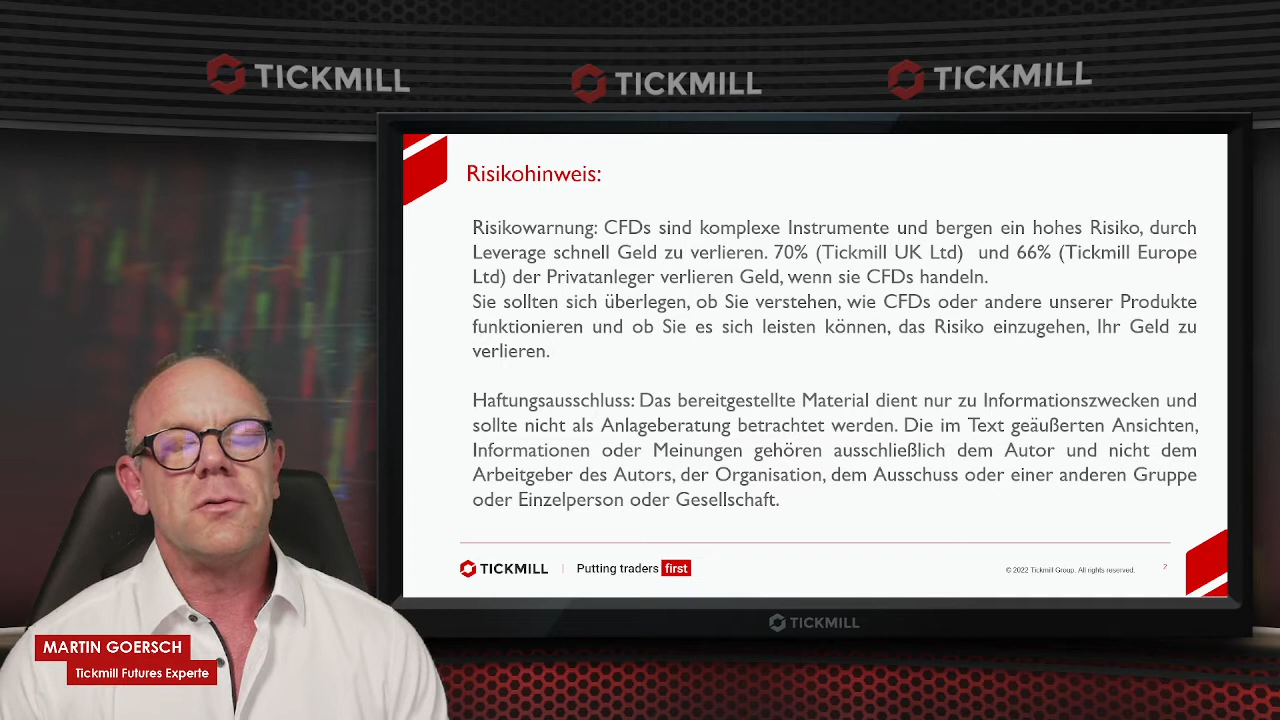 TICKMILL
TICKMILL
TICKMILL
Risikohinweis:
Risikowarnung: CFDs sind komplexe Instrumente und bergen ein hohes Risiko, durch
Leverage schnell Geld zu verlieren. 70% (Tickmill UK Ltd) und 66% (Tickmill Europe
Ltd) der Privatanleger verlieren Geld, wenn sie CFDs handeln.
Sie sollten sich überlegen, ob Sie verstehen, wie CFDs oder andere unserer Produkte
funktionieren und ob Sie es sich leisten können, das Risiko einzugehen, Ihr Geld zu
verlieren.
Haftungsausschluss: Das bereitgestellte Material dient nur zu Informationszwecken und
sollte nicht als Anlageberatung betrachtet werden. Die im Text geäußerten Ansichten,
Informationen oder Meinungen gehören ausschließlich dem Autor und nicht dem
Arbeitgeber des Autors, der Organisation, dem Ausschuss oder einer anderen Gruppe
oder Einzelperson oder Gesellschaft.
TICKMILL | Putting traders first
© 2022 Tickmill Group. All rights reserved. 2
TICKMILL
MARTIN GOERSCH
Tickmill Futures Experte